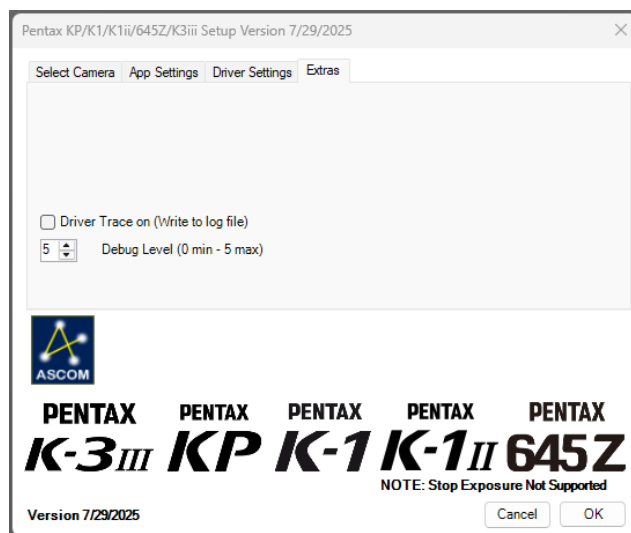 Pentax KP/K1/K1ii/645Z/K3iii Setup Version 7/29/2025
Select Camera App Settings Driver Settings Extras
Driver Trace on (Write to log file)
5 Debug Level (0 min - 5 max)
ASCOM
PENTAX PENTAX PENTAX PENTAX PENTAX
K-3III KP K-1 K-1II 645Z
NOTE: Stop Exposure Not Supported
Version 7/29/2025 Cancel OK